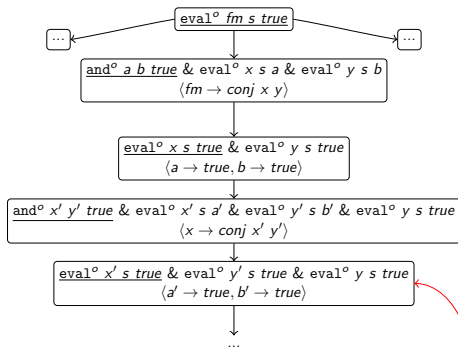 evalᵒ fm s true
... ...
andᵒ a b true & evalᵒ x s a & evalᵒ y s b
⟨fm → conj x y⟩
evalᵒ x s true & evalᵒ y s true
⟨a → true, b → true⟩
andᵒ x′ y′ true & evalᵒ x′ s a′ & evalᵒ y′ s b′ & evalᵒ y s true
⟨x → conj x′ y′⟩
evalᵒ x′ s true & evalᵒ y′ s true & evalᵒ y s true
⟨a′ → true, b′ → true⟩
...